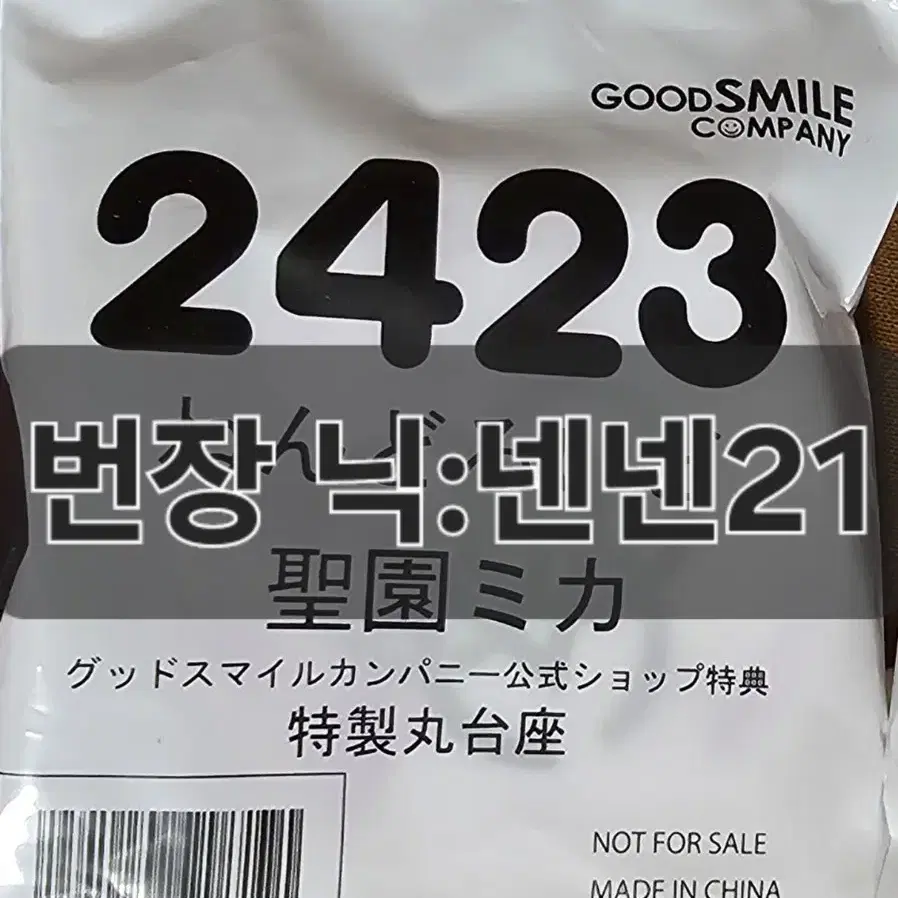 GOODSMILE
COMPANY
2423
번장 닉:넨넨21
聖園ミカ
グッドスマイルカンパニー公式ショップ特典
特製丸台座
NOT FOR SALE
MADE IN CHINA